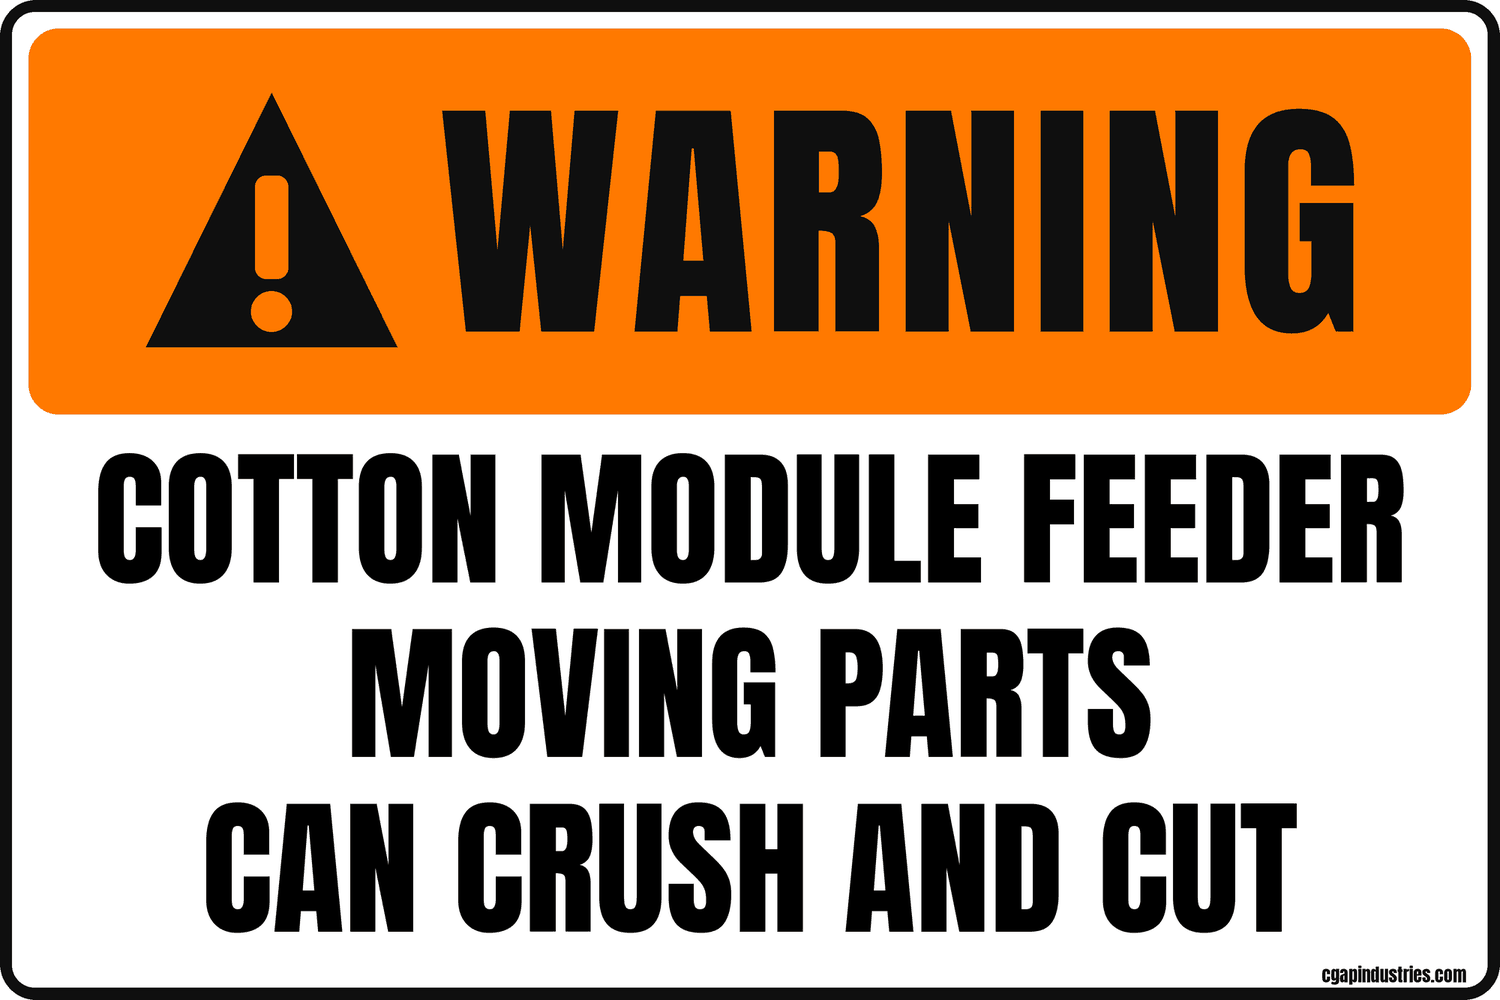 WARNING
COTTON MODULE FEEDER
MOVING PARTS
CAN CRUSH AND CUT
cgapindustries.com